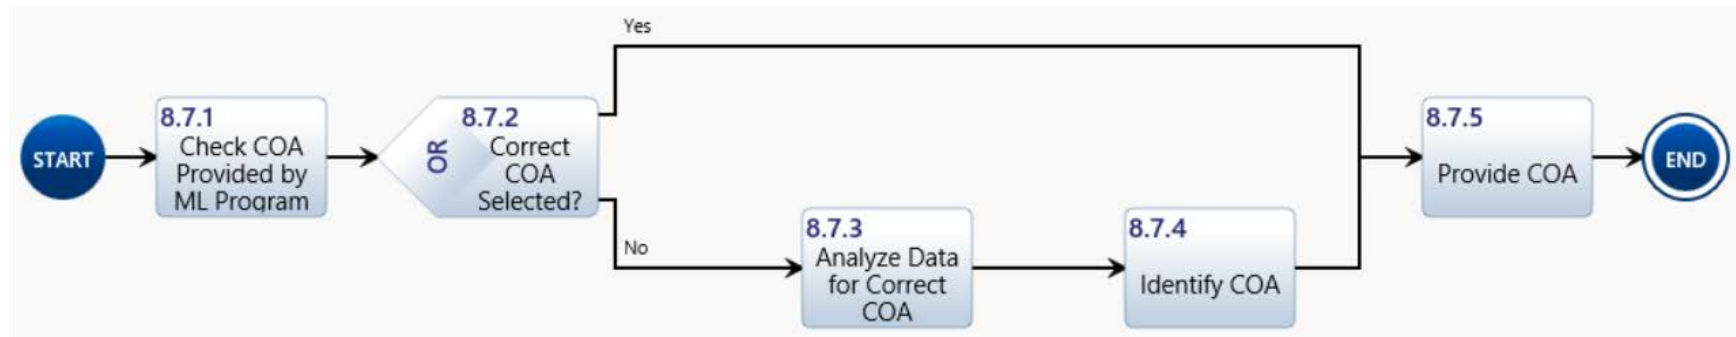 Yes
START
8.7.1
Check COA
Provided by
ML Program
OR
8.7.2
Correct
COA
Selected?
No
8.7.3
Analyze Data
for Correct
COA
8.7.4
Identify COA
8.7.5
Provide COA
END